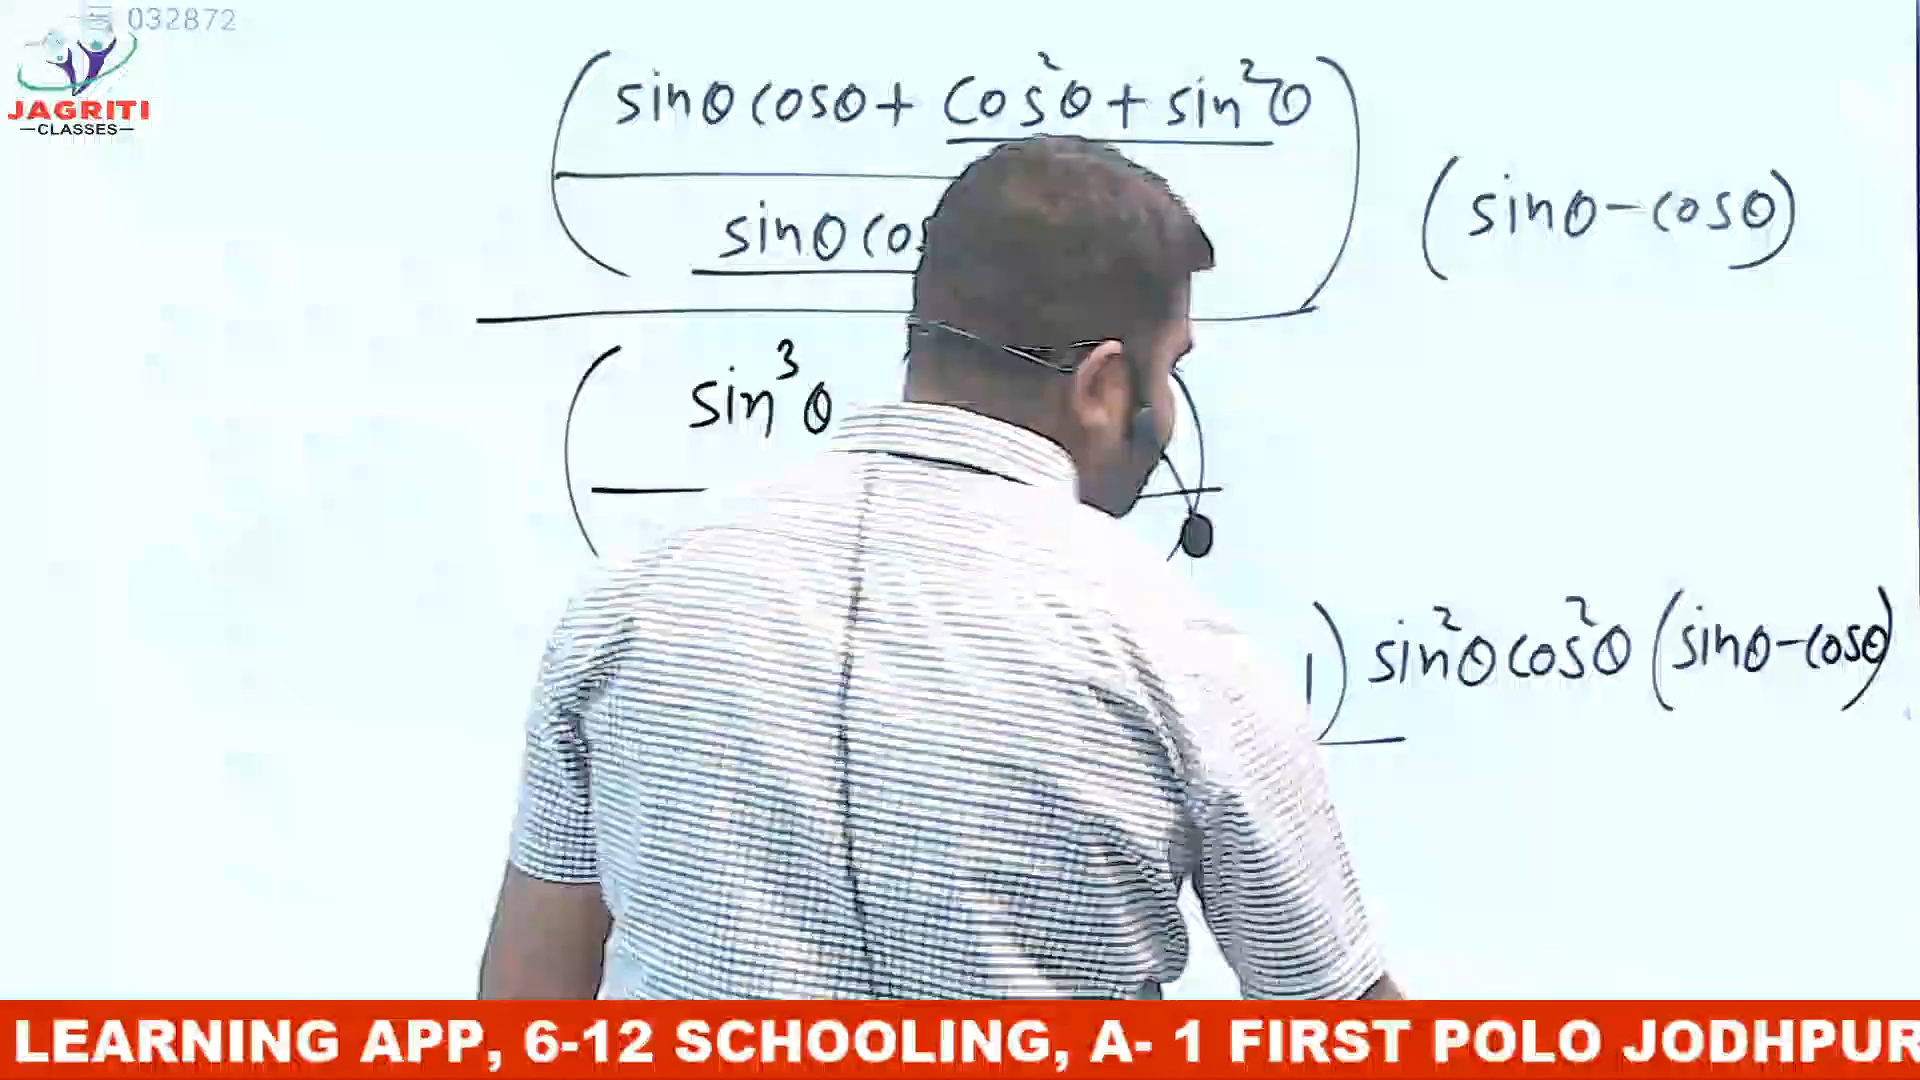 032872
JAGRITI
CLASSES
sinθ cosθ + cos²θ + sin²θ
(sinθ - cosθ)
sinθ
sin³θ
1) sin²θ cos²θ (sinθ - cosθ)
LEARNING APP, 6-12 SCHOOLING, A- 1 FIRST POLO JODHPUR